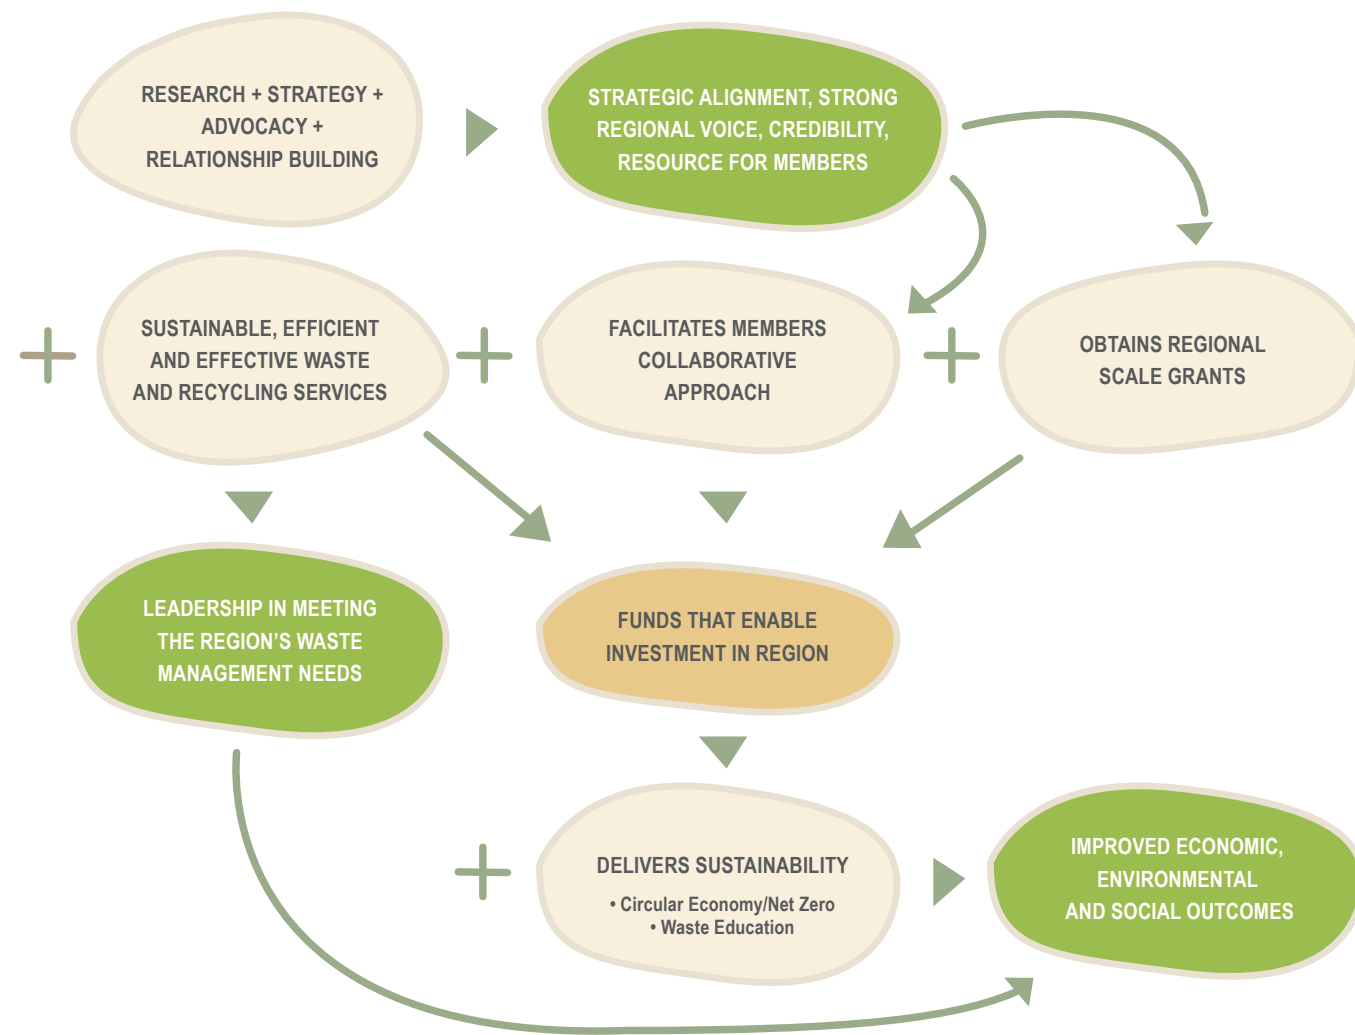 RESEARCH + STRATEGY +
ADVOCACY +
RELATIONSHIP BUILDING
STRATEGIC ALIGNMENT, STRONG
REGIONAL VOICE, CREDIBILITY,
RESOURCE FOR MEMBERS
SUSTAINABLE, EFFICIENT
AND EFFECTIVE WASTE
AND RECYCLING SERVICES
FACILITATES MEMBERS
COLLABORATIVE
APPROACH
OBTAINS REGIONAL
SCALE GRANTS
LEADERSHIP IN MEETING
THE REGION’S WASTE
MANAGEMENT NEEDS
FUNDS THAT ENABLE
INVESTMENT IN REGION
DELIVERS SUSTAINABILITY
• Circular Economy/Net Zero
• Waste Education
IMPROVED ECONOMIC,
ENVIRONMENTAL
AND SOCIAL OUTCOMES